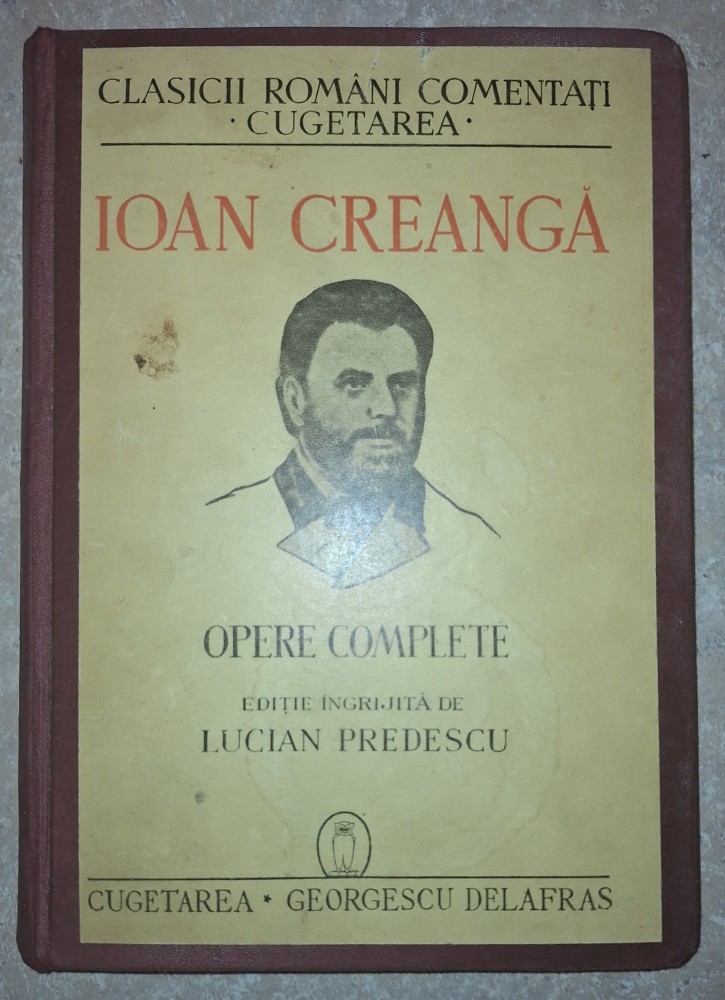 CLASICII ROMÂNI COMENTAȚI
· CUGETAREA ·
IOAN CREANGĂ
OPERE COMPLETE
EDIȚIE ÎNGRIJITĂ DE
LUCIAN PREDESCU
CUGETAREA * GEORGESCU DELAFRAS